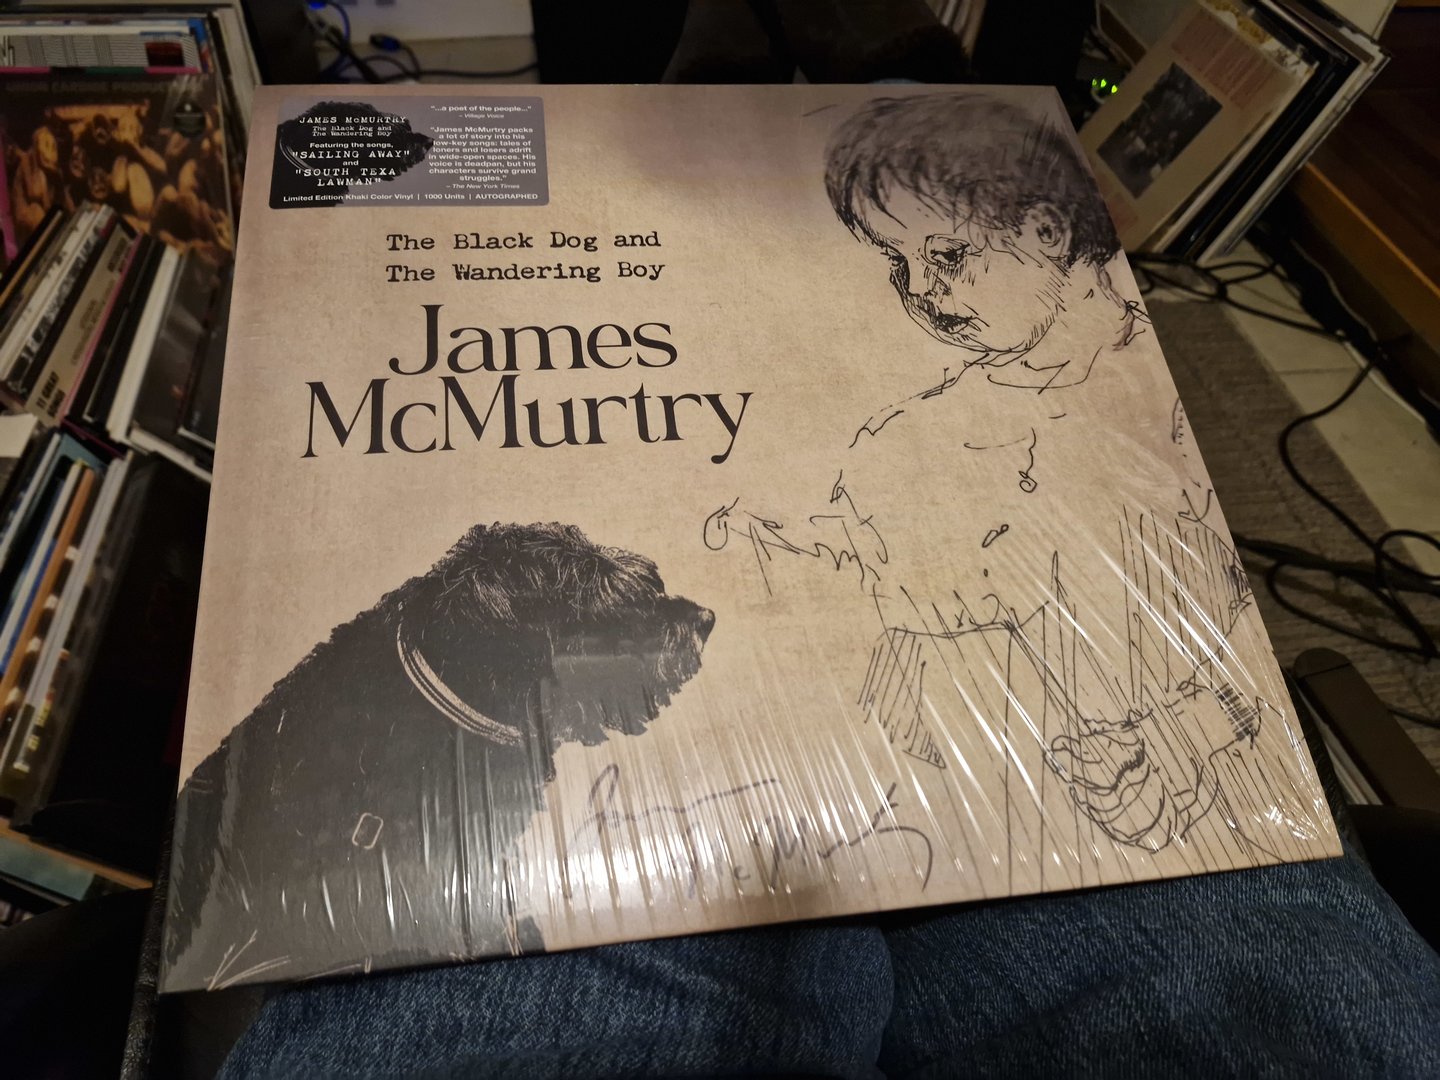 JAMES McMURTRY
The Black Dog and
The Wandering Boy
Featuring the songs,
"SAILING AWAY"
and
"SOUTH TEXA
LAWMAN"
"...a poet of the people..."
– Village Voice
"James McMurtry packs
a lot of story into his
low-key songs: tales of
loners and losers adrift
in wide-open spaces. His
voice is deadpan, but his
characters survive grand
struggles."
– The New York Times
Limited Edition Khaki Color Vinyl | 1000 Units | AUTOGRAPHED
The Black Dog and
The Wandering Boy
James
McMurtry
James
McMurtry